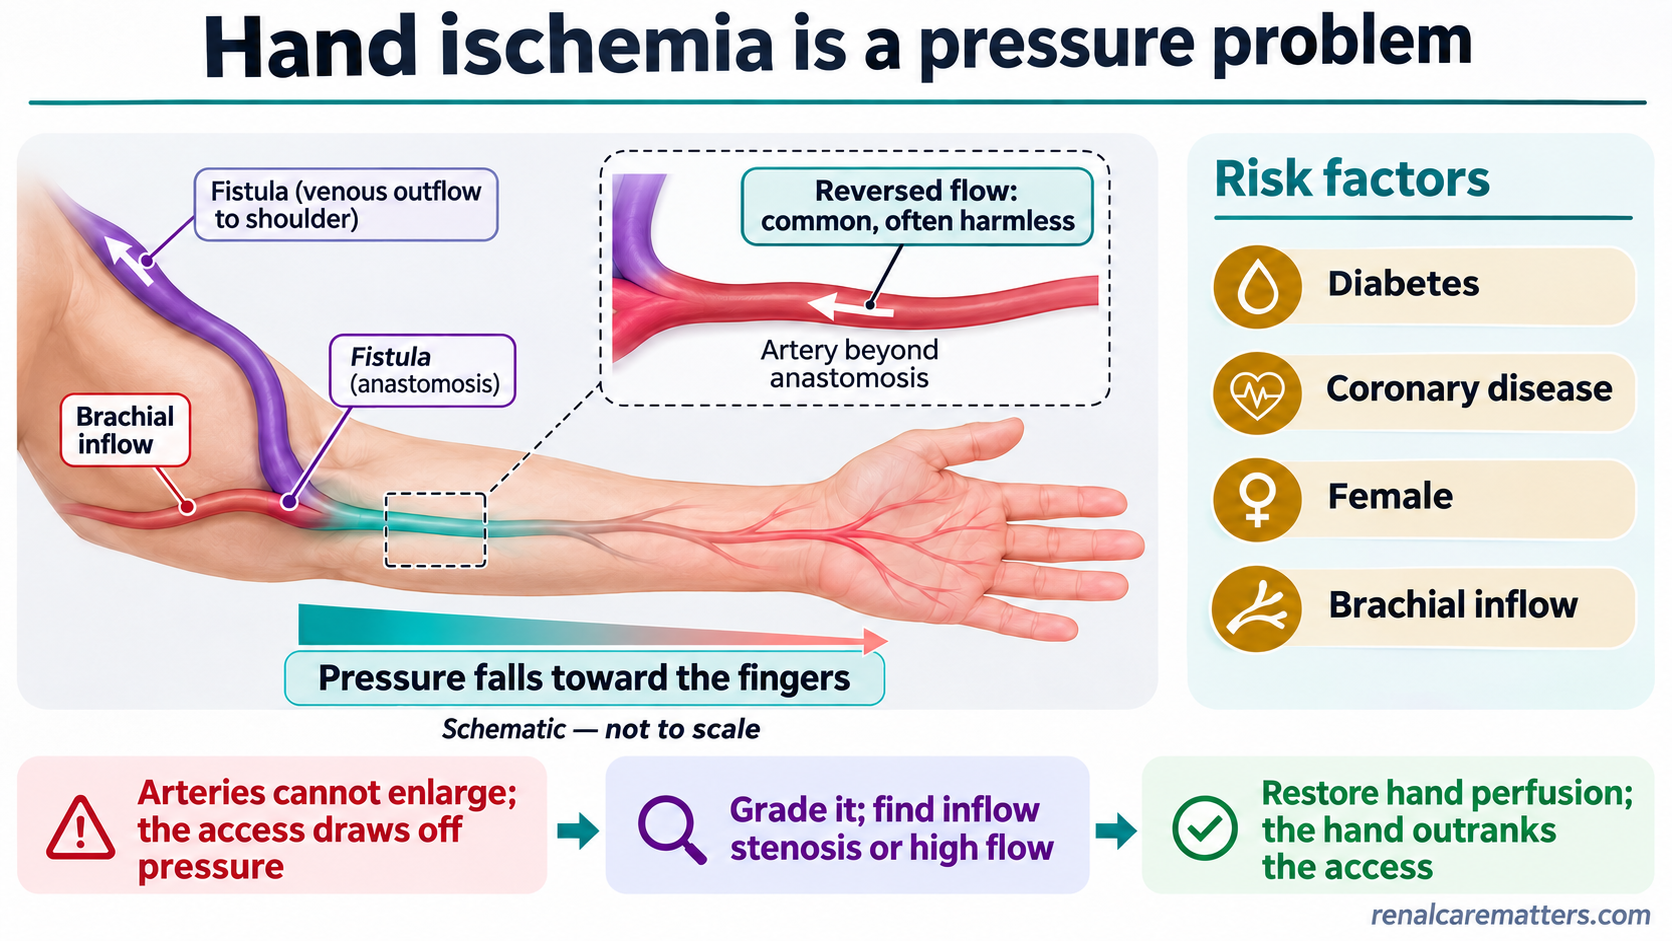 Hand ischemia is a pressure problem
Fistula (venous outflow
to shoulder)
Fistula
(anastomosis)
Brachial
inflow
Reversed flow:
common, often harmless
Artery beyond
anastomosis
Pressure falls toward the fingers
Schematic — not to scale
Risk factors
Diabetes
Coronary disease
Female
Brachial inflow
Arteries cannot enlarge;
the access draws off
pressure
Grade it; find inflow
stenosis or high flow
Restore hand perfusion;
the hand outranks
the access
renalcarematters.com